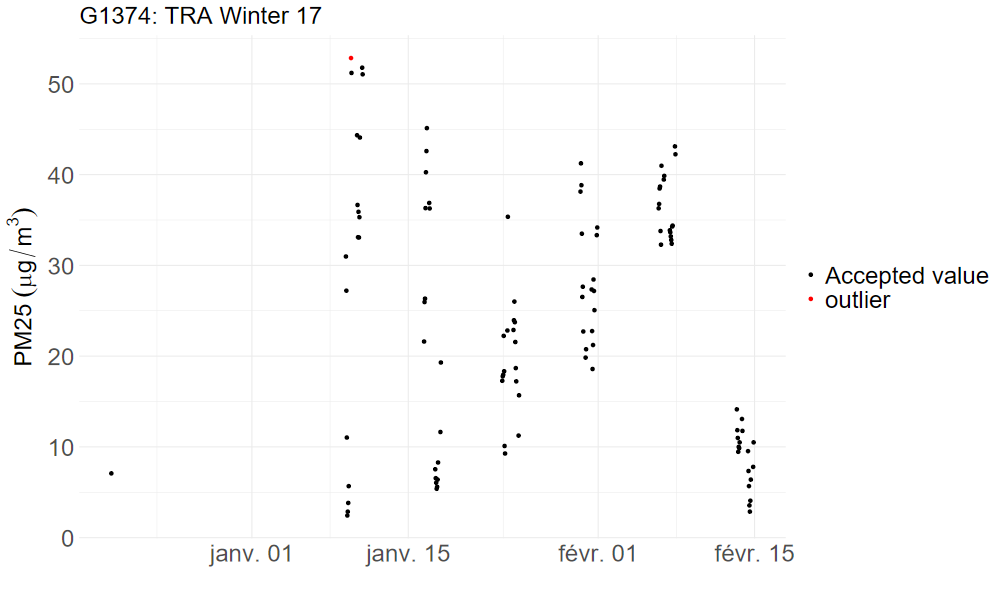 G1374: TRA Winter 17
PM25 (μg/m³)
50
40
30
20
10
0
janv. 01 janv. 15 févr. 01 févr. 15
Accepted value
outlier